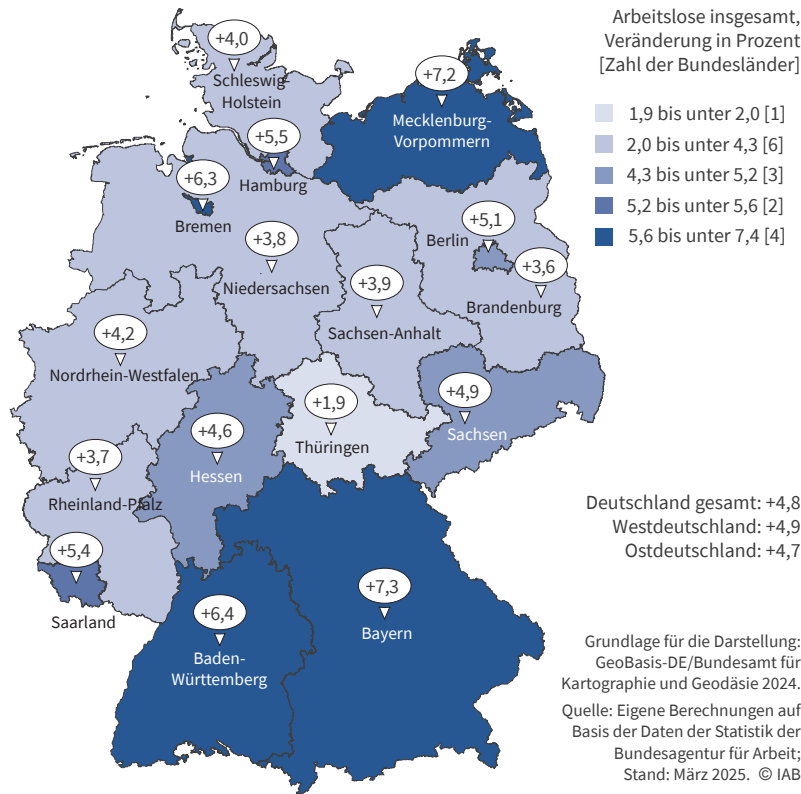 Arbeitslose insgesamt,
Veränderung in Prozent
[Zahl der Bundesländer]
1,9 bis unter 2,0 [1]
2,0 bis unter 4,3 [6]
4,3 bis unter 5,2 [3]
5,2 bis unter 5,6 [2]
5,6 bis unter 7,4 [4]
+4,0
Schleswig-
Holstein
+7,2
Mecklenburg-
Vorpommern
+5,5
Hamburg
+6,3
Bremen
+5,1
Berlin
+3,8
Niedersachsen
+3,9
Sachsen-Anhalt
+3,6
Brandenburg
+4,2
Nordrhein-Westfalen
+1,9
Thüringen
+4,9
Sachsen
+4,6
Hessen
+3,7
Rheinland-Pfalz
+5,4
Saarland
+6,4
Baden-
Württemberg
+7,3
Bayern
Deutschland gesamt: +4,8
Westdeutschland: +4,9
Ostdeutschland: +4,7
Grundlage für die Darstellung:
GeoBasis-DE/Bundesamt für
Kartographie und Geodäsie 2024.
Quelle: Eigene Berechnungen auf
Basis der Daten der Statistik der
Bundesagentur für Arbeit;
Stand: März 2025. © IAB